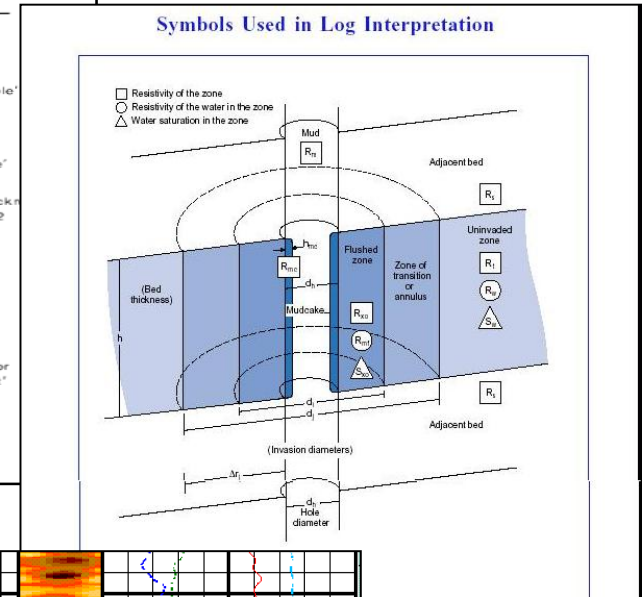 Symbols Used in Log Interpretation
Resistivity of the zone
Resistivity of the water in the zone
Water saturation in the zone
Mud
Rm
Adjacent bed
Rs
Uninvaded
zone
Rt
Rw
Sw
hmc
Rmc
Flushed
zone
Zone of
transition
or
annulus
(Bed
thickness)
dh
Mudcake
h
Rxo
Rmf
Sxo
di
dj
Rs
Adjacent bed
(Invasion diameters)
Δrj
dh
Hole
diameter